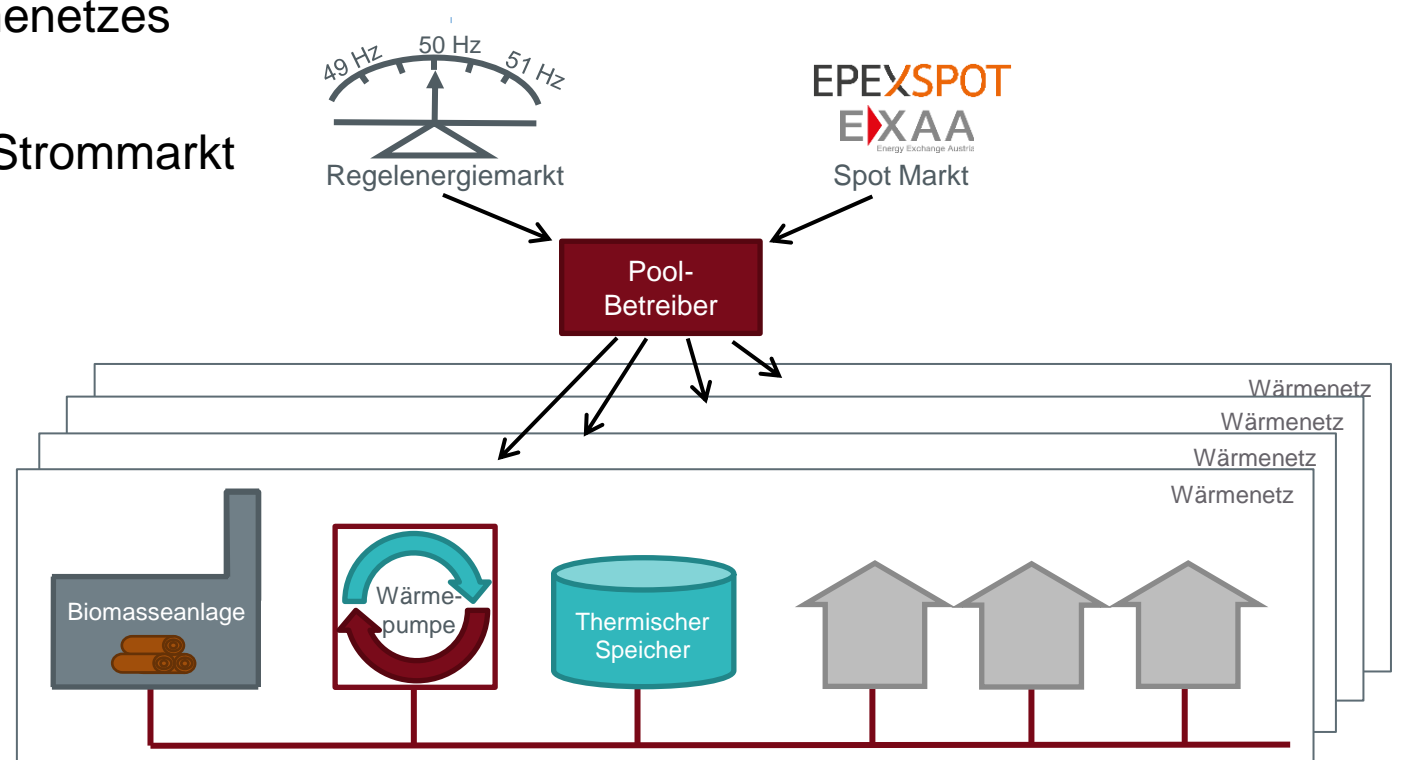 nenetzes
Strommarkt
49 Hz
50 Hz
51 Hz
Regelenergiemarkt
EPEXSPOT
EXAA
Energy Exchange Austria
Spot Markt
Pool-
Betreiber
Wärmenetz
Wärmenetz
Wärmenetz
Wärmenetz
Biomasseanlage
Wärme-
pumpe
Thermischer
Speicher